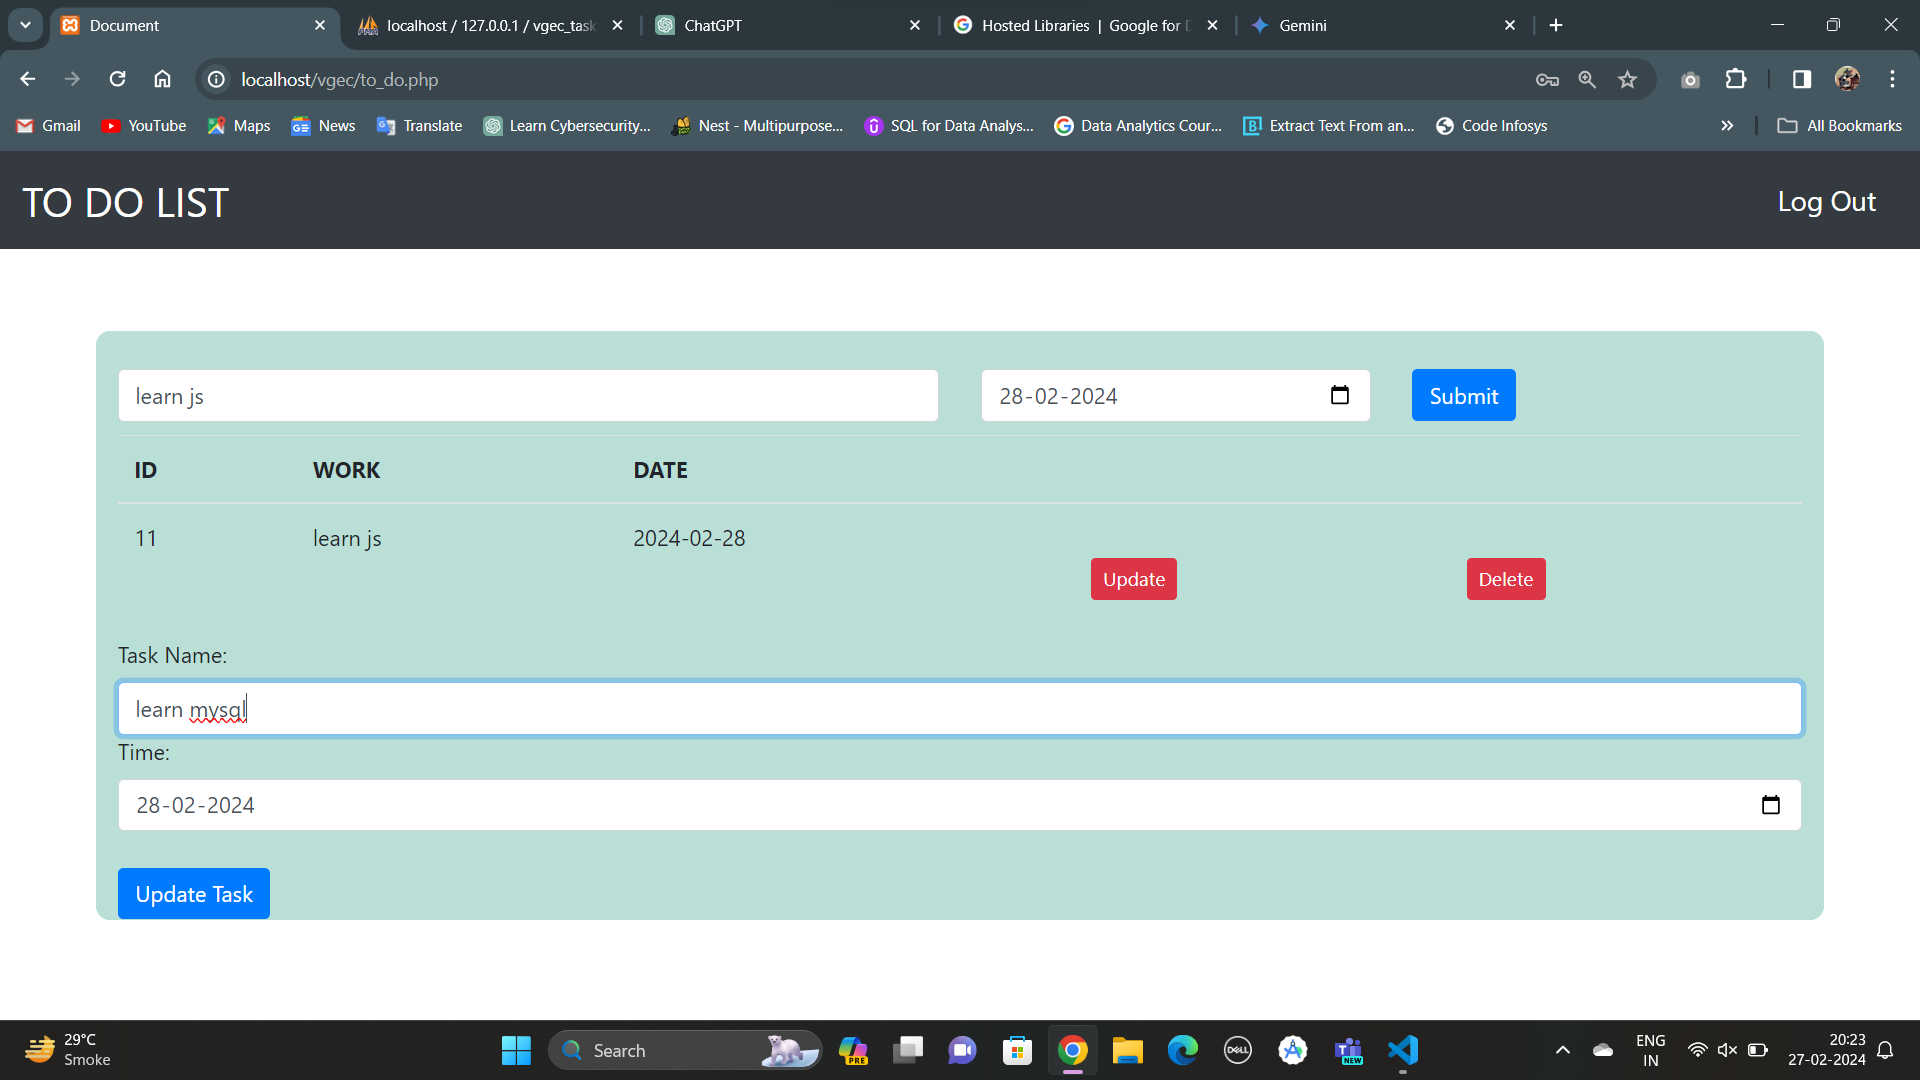 Document
localhost / 127.0.0.1 / vgec_task
ChatGPT
Hosted Libraries | Google for D
Gemini
localhost/vgec/to_do.php
Gmail
YouTube
Maps
News
Translate
Learn Cybersecurity...
Nest - Multipurpose...
SQL for Data Analys...
Data Analytics Cour...
Extract Text From an...
Code Infosys
All Bookmarks
TO DO LIST
Log Out
learn js
28-02-2024
Submit
ID WORK DATE
11 learn js 2024-02-28
Update
Delete
Task Name:
learn mysql
Time:
28-02-2024
Update Task
29°C
Smoke
Search
PRE
DELL
NEW
ENG
IN
20:23
27-02-2024